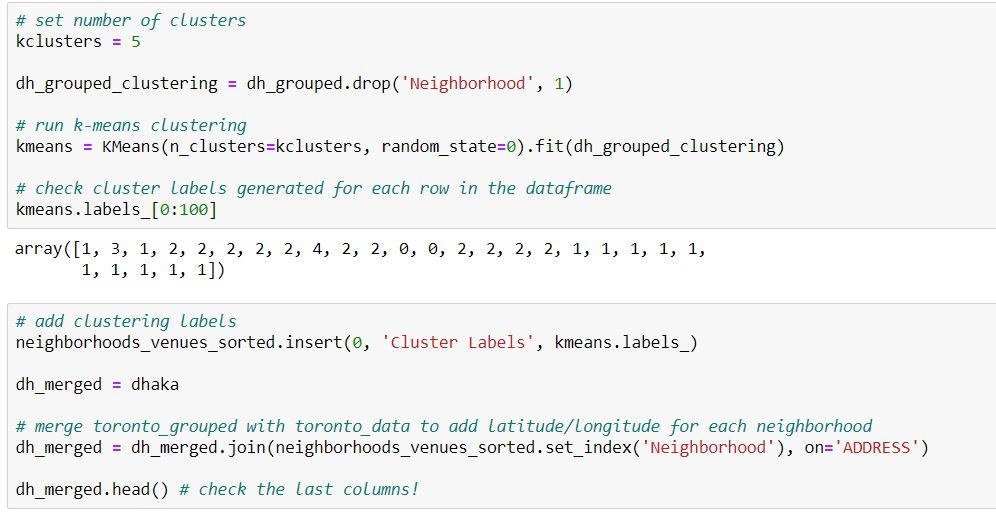 # set number of clusters
kclusters = 5
dh_grouped_clustering = dh_grouped.drop('Neighborhood', 1)
# run k-means clustering
kmeans = KMeans(n_clusters=kclusters, random_state=0).fit(dh_grouped_clustering)
# check cluster labels generated for each row in the dataframe
kmeans.labels_[0:100]
array([1, 3, 1, 2, 2, 2, 2, 2, 4, 2, 2, 0, 0, 2, 2, 2, 2, 1, 1, 1, 1, 1,
1, 1, 1, 1, 1])
# add clustering labels
neighborhoods_venues_sorted.insert(0, 'Cluster Labels', kmeans.labels_)
dh_merged = dhaka
# merge toronto_grouped with toronto_data to add latitude/longitude for each neighborhood
dh_merged = dh_merged.join(neighborhoods_venues_sorted.set_index('Neighborhood'), on='ADDRESS')
dh_merged.head() # check the last columns!